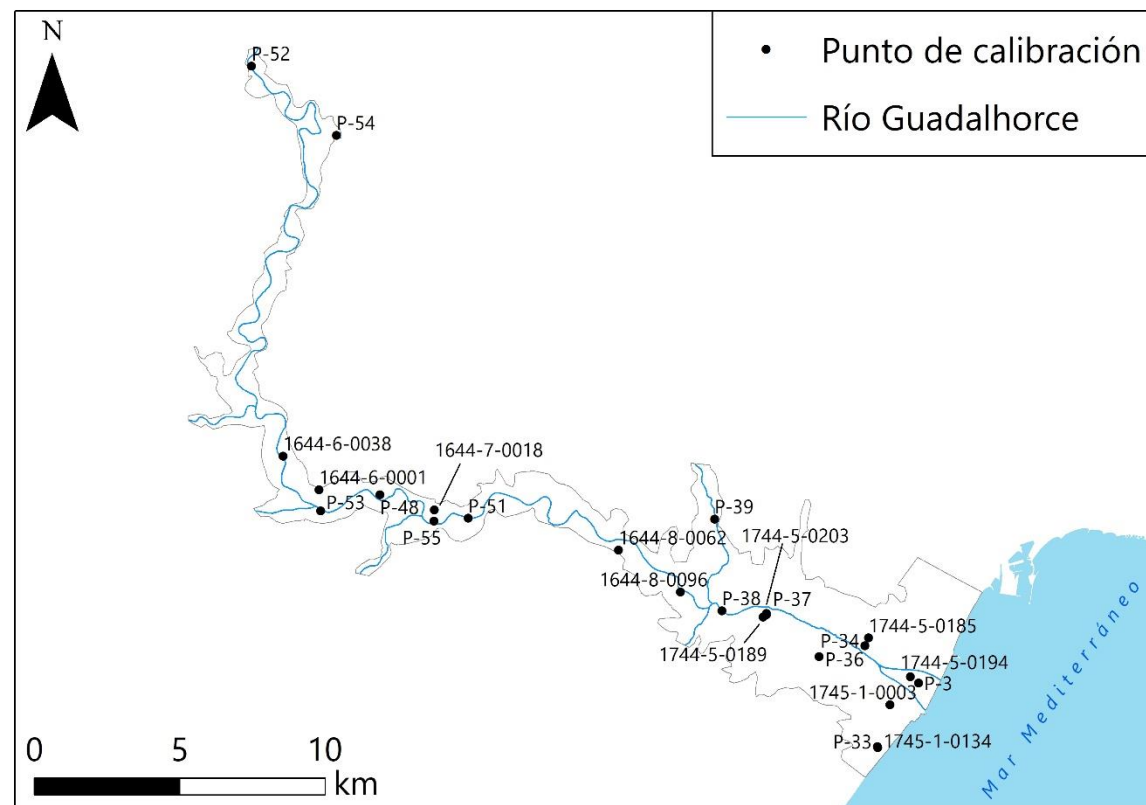 N
Punto de calibración
Río Guadalhorce
P-52
P-54
1644-6-0038
1644-7-0018
1644-6-0001
P-53
P-48
P-51
P-55
P-39
1744-5-0203
1644-8-0062
1644-8-0096
P-38
P-37
1744-5-0185
P-34
1744-5-0189
P-36
1744-5-0194
P-3
1745-1-0003
P-33
1745-1-0134
Mar Mediterráneo
0 5 10
km